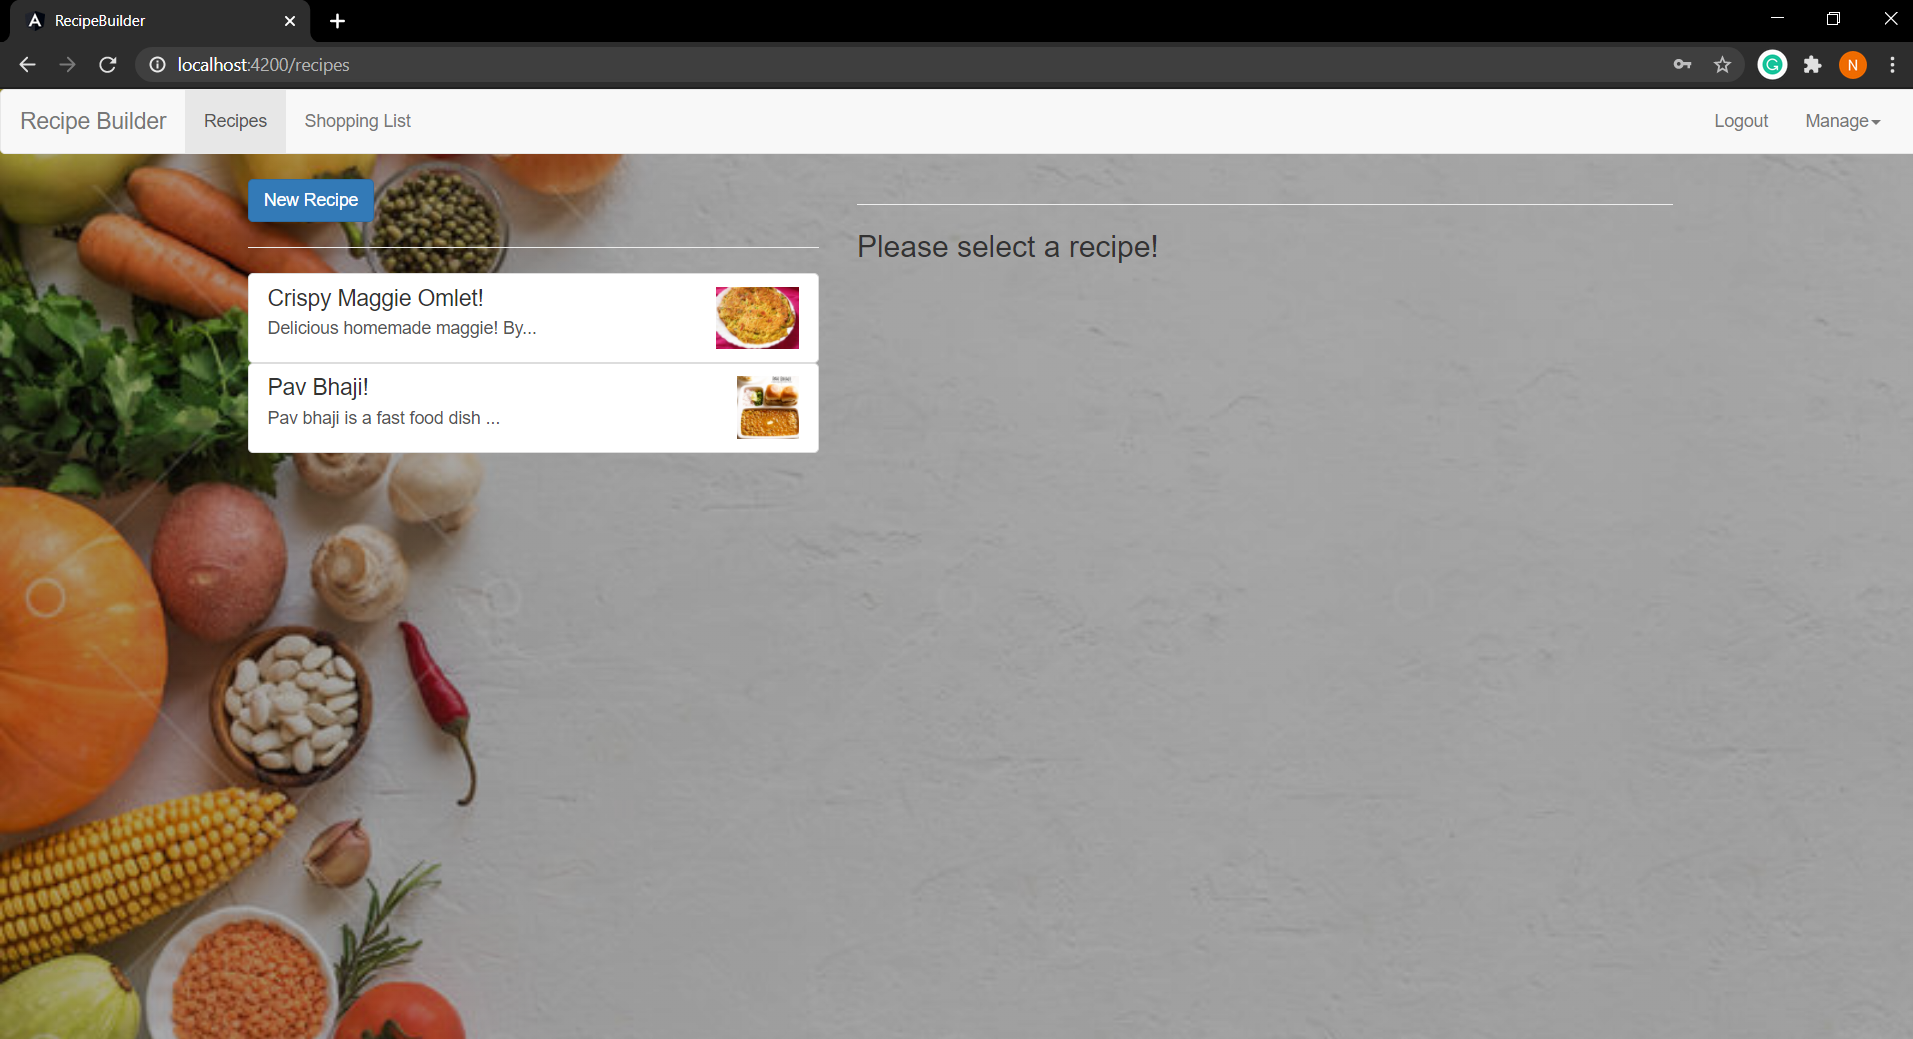 RecipeBuilder
localhost:4200/recipes
N
Recipe Builder Recipes Shopping List Logout Manage
New Recipe
Please select a recipe!
Crispy Maggie Omlet!
Delicious homemade maggie! By...
Pav Bhaji!
Pav bhaji is a fast food dish ...